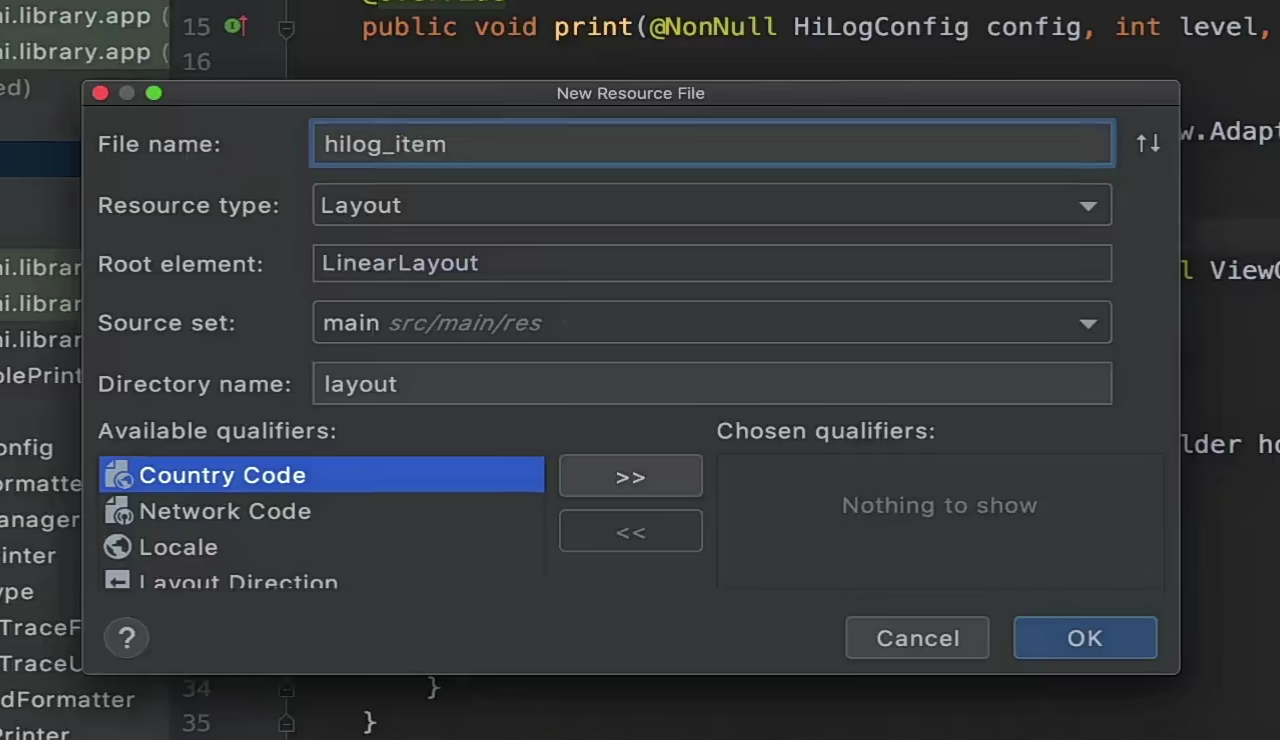 ni.library.app (
15
public void print(@NonNull HiLogConfig config, int level,
ni.library.app (
16
ed)
New Resource File
File name:
hilog_item
w.Adapt
Resource type:
Layout
Root element:
LinearLayout
ni.librar
l ViewG
ni.librar
Source set:
main src/main/res
ni.librar
olePrint
Directory name:
layout
Available qualifiers:
Chosen qualifiers:
onfig
lder ho
Country Code
>>
ormatte
Nothing to show
Network Code
anager
<<
Locale
inter
Layout Direction
ype
TraceF
?
Cancel
OK
TraceU
dFormatter
34
}
35
}
Printer